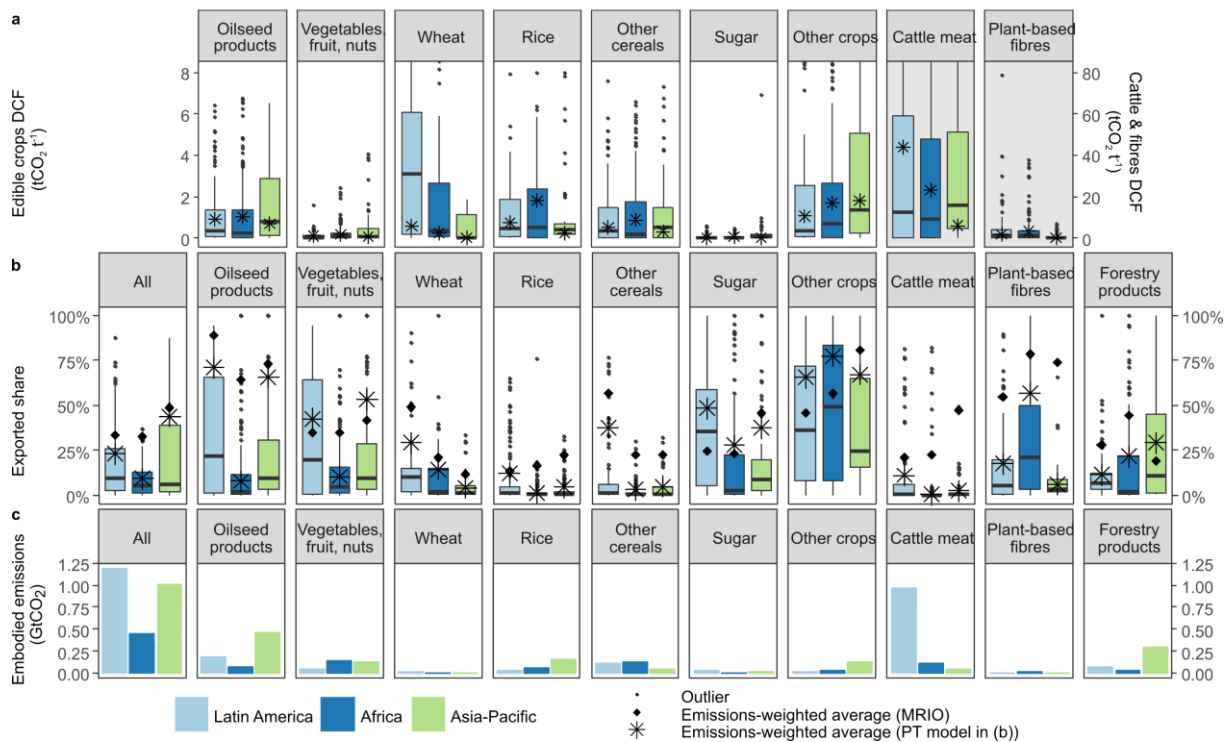 a
Oilseed products
Vegetables, fruit, nuts
Wheat
Rice
Other cereals
Sugar
Other crops
Cattle meat
Plant-based fibres
Edible crops DCF
(tCO2 t-1)
8
6
4
2
0
80
60
40
20
0
Cattle & fibres DCF
(tCO2 t-1)
b
All
Oilseed products
Vegetables, fruit, nuts
Wheat
Rice
Other cereals
Sugar
Other crops
Cattle meat
Plant-based fibres
Forestry products
Exported share
100%
75%
50%
25%
0%
100%
75%
50%
25%
0%
c
All
Oilseed products
Vegetables, fruit, nuts
Wheat
Rice
Other cereals
Sugar
Other crops
Cattle meat
Plant-based fibres
Forestry products
Embodied emissions
(GtCO2)
1.25
1.00
0.75
0.50
0.25
0.00
1.25
1.00
0.75
0.50
0.25
0.00
Latin America
Africa
Asia-Pacific
Outlier
Emissions-weighted average (MRIO)
Emissions-weighted average (PT model in (b))